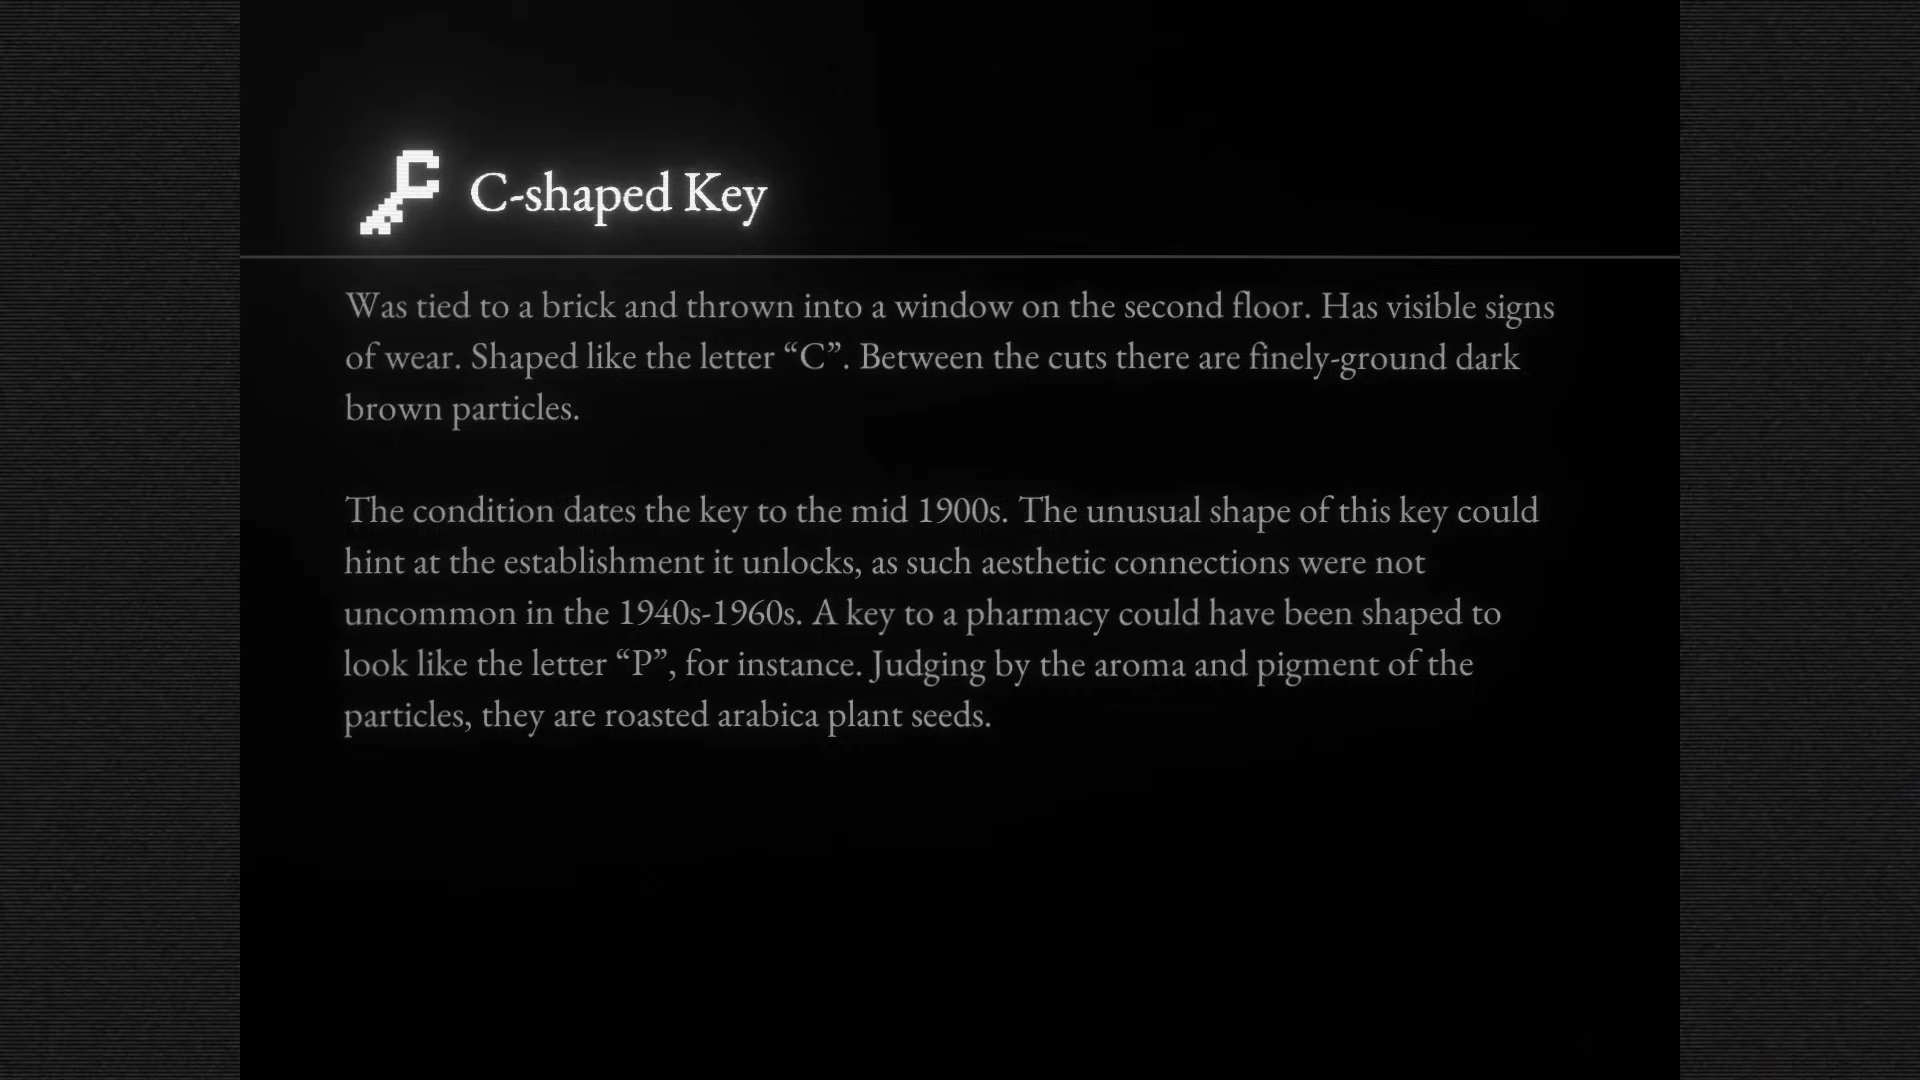 C-shaped Key
Was tied to a brick and thrown into a window on the second floor. Has visible signs
of wear. Shaped like the letter “C”. Between the cuts there are finely-ground dark
brown particles.
The condition dates the key to the mid 1900s. The unusual shape of this key could
hint at the establishment it unlocks, as such aesthetic connections were not
uncommon in the 1940s-1960s. A key to a pharmacy could have been shaped to
look like the letter “P”, for instance. Judging by the aroma and pigment of the
particles, they are roasted arabica plant seeds.